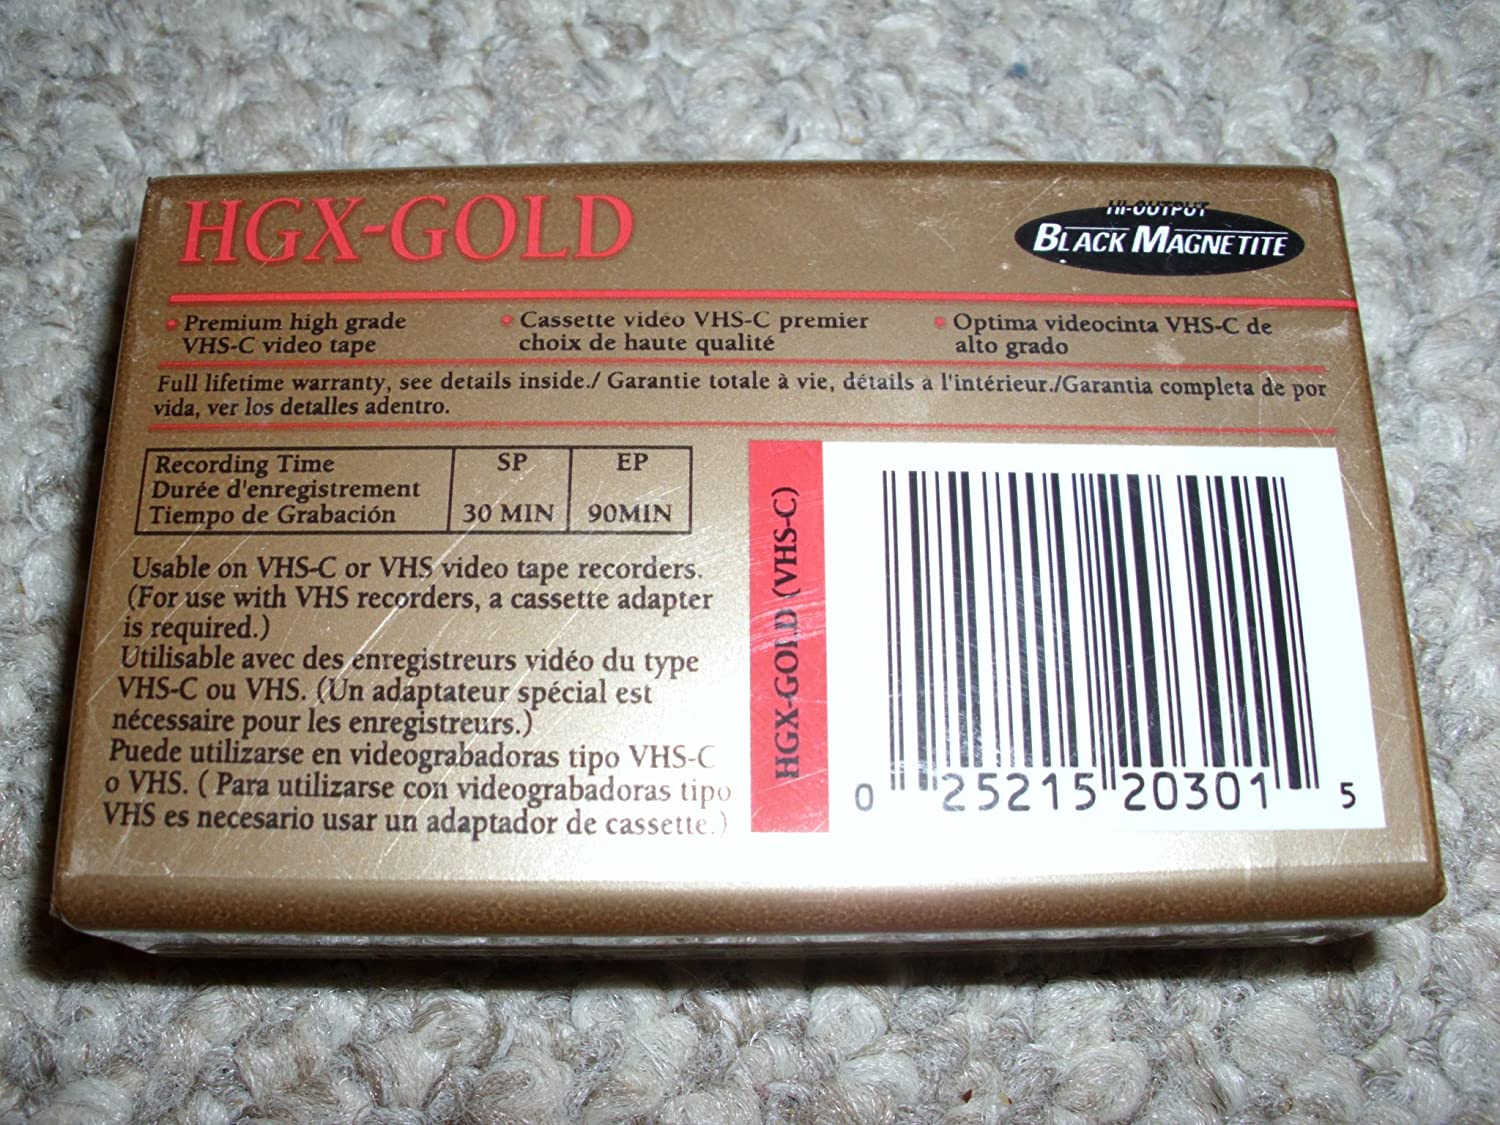 HGX-GOLD
HI-OUTPUT
BLACK MAGNETITE
• Premium high grade
VHS-C video tape
• Cassette vidéo VHS-C premier
choix de haute qualité
• Optima videocinta VHS-C de
alto grado
Full lifetime warranty, see details inside./ Garantie totale à vie, détails a l'intérieur./Garantia completa de por
vida, ver los detalles adentro.
Recording Time SP EP
Durée d'enregistrement
Tiempo de Grabación 30 MIN 90MIN
Usable on VHS-C or VHS video tape recorders.
(For use with VHS recorders, a cassette adapter
is required.)
Utilisable avec des enregistreurs vidéo du type
VHS-C ou VHS. (Un adaptateur spécial est
nécessaire pour les enregistreurs.)
Puede utilizarse en videograbadoras tipo VHS-C
o VHS. ( Para utilizarse con videograbadoras tipo
VHS es necesario usar un adaptador de cassette.)
HGX-GOLD (VHS-C)
0 25215 20301 5